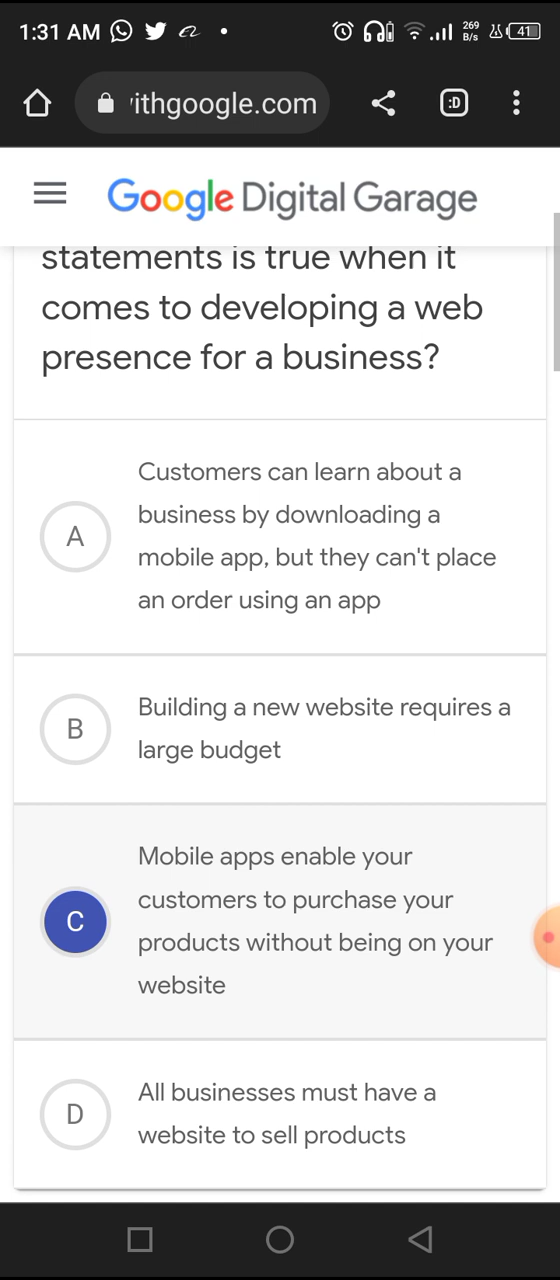 1:31 AM 269 B/s 41
ithgoogle.com :D
Google Digital Garage
statements is true when it
comes to developing a web
presence for a business?
Customers can learn about a
business by downloading a
A mobile app, but they can't place
an order using an app
Building a new website requires a
B large budget
Mobile apps enable your
customers to purchase your
C products without being on your
website
All businesses must have a
D website to sell products